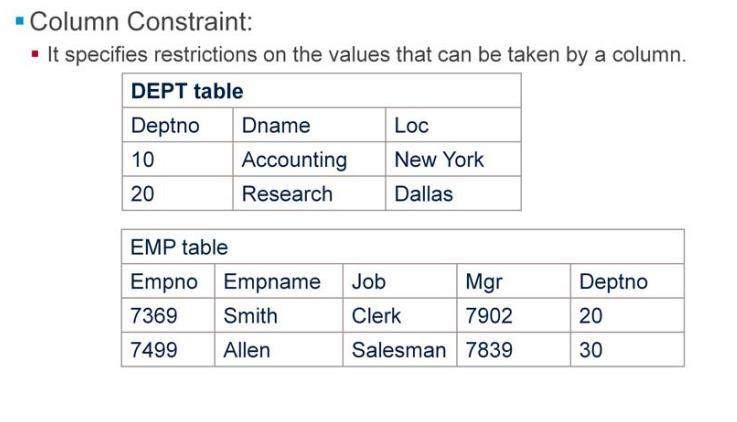 Column Constraint:
It specifies restrictions on the values that can be taken by a column.
DEPT table
Deptno Dname Loc
10 Accounting New York
20 Research Dallas
EMP table
Empno Empname Job Mgr Deptno
7369 Smith Clerk 7902 20
7499 Allen Salesman 7839 30